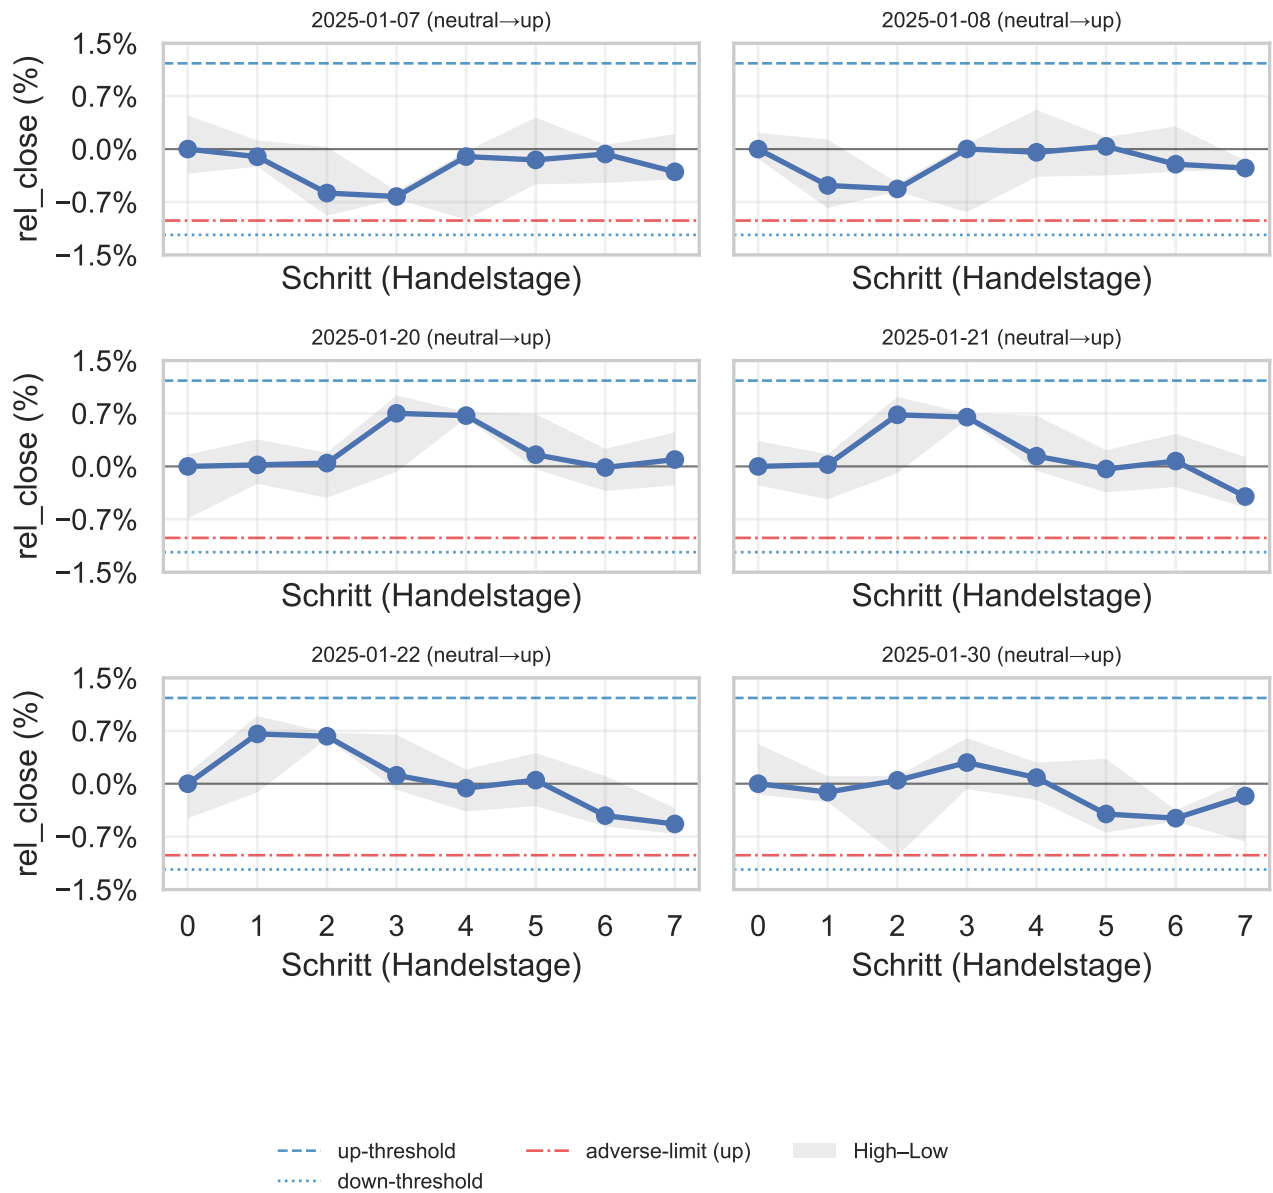 2025-01-07 (neutral→up)
2025-01-08 (neutral→up)
rel_close (%)
1.5%
0.7%
0.0%
−0.7%
−1.5%
Schritt (Handelstage)
Schritt (Handelstage)
2025-01-20 (neutral→up)
2025-01-21 (neutral→up)
rel_close (%)
1.5%
0.7%
0.0%
−0.7%
−1.5%
Schritt (Handelstage)
Schritt (Handelstage)
2025-01-22 (neutral→up)
2025-01-30 (neutral→up)
rel_close (%)
1.5%
0.7%
0.0%
−0.7%
−1.5%
0 1 2 3 4 5 6 7
0 1 2 3 4 5 6 7
Schritt (Handelstage)
Schritt (Handelstage)
up-threshold
adverse-limit (up)
High–Low
down-threshold